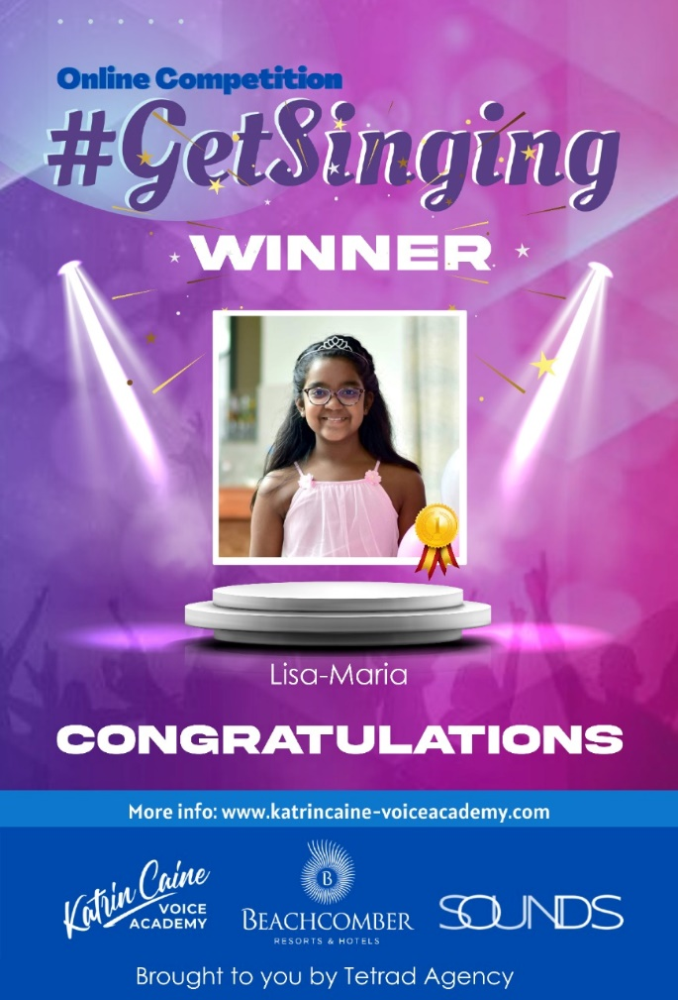 Online Competition
#GetSinging
WINNER
1
Lisa-Maria
CONGRATULATIONS
More info: www.katrincaine-voiceacademy.com
Katrin Caine
VOICE
ACADEMY
B
BEACHCOMBER
RESORTS & HOTELS
SOUNDS
Brought to you by Tetrad Agency